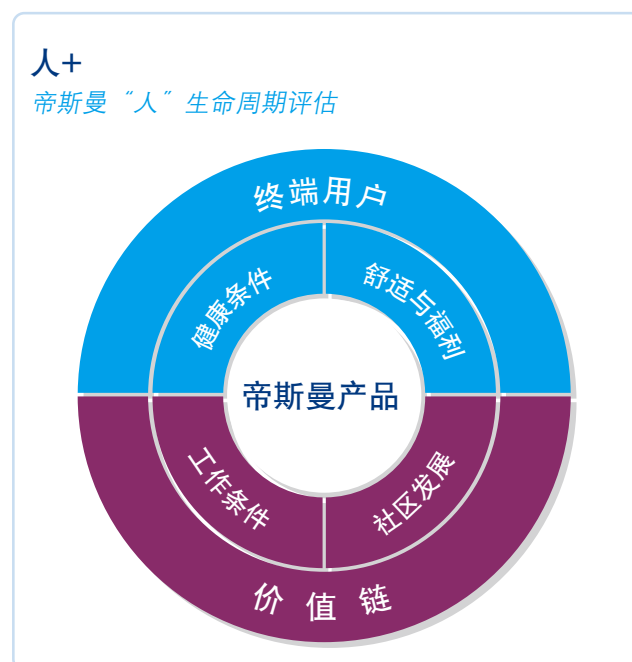 人+
帝斯曼“人”生命周期评估
终端用户
健康条件
舒适与福利
帝斯曼产品
工作条件
社区发展
价值链